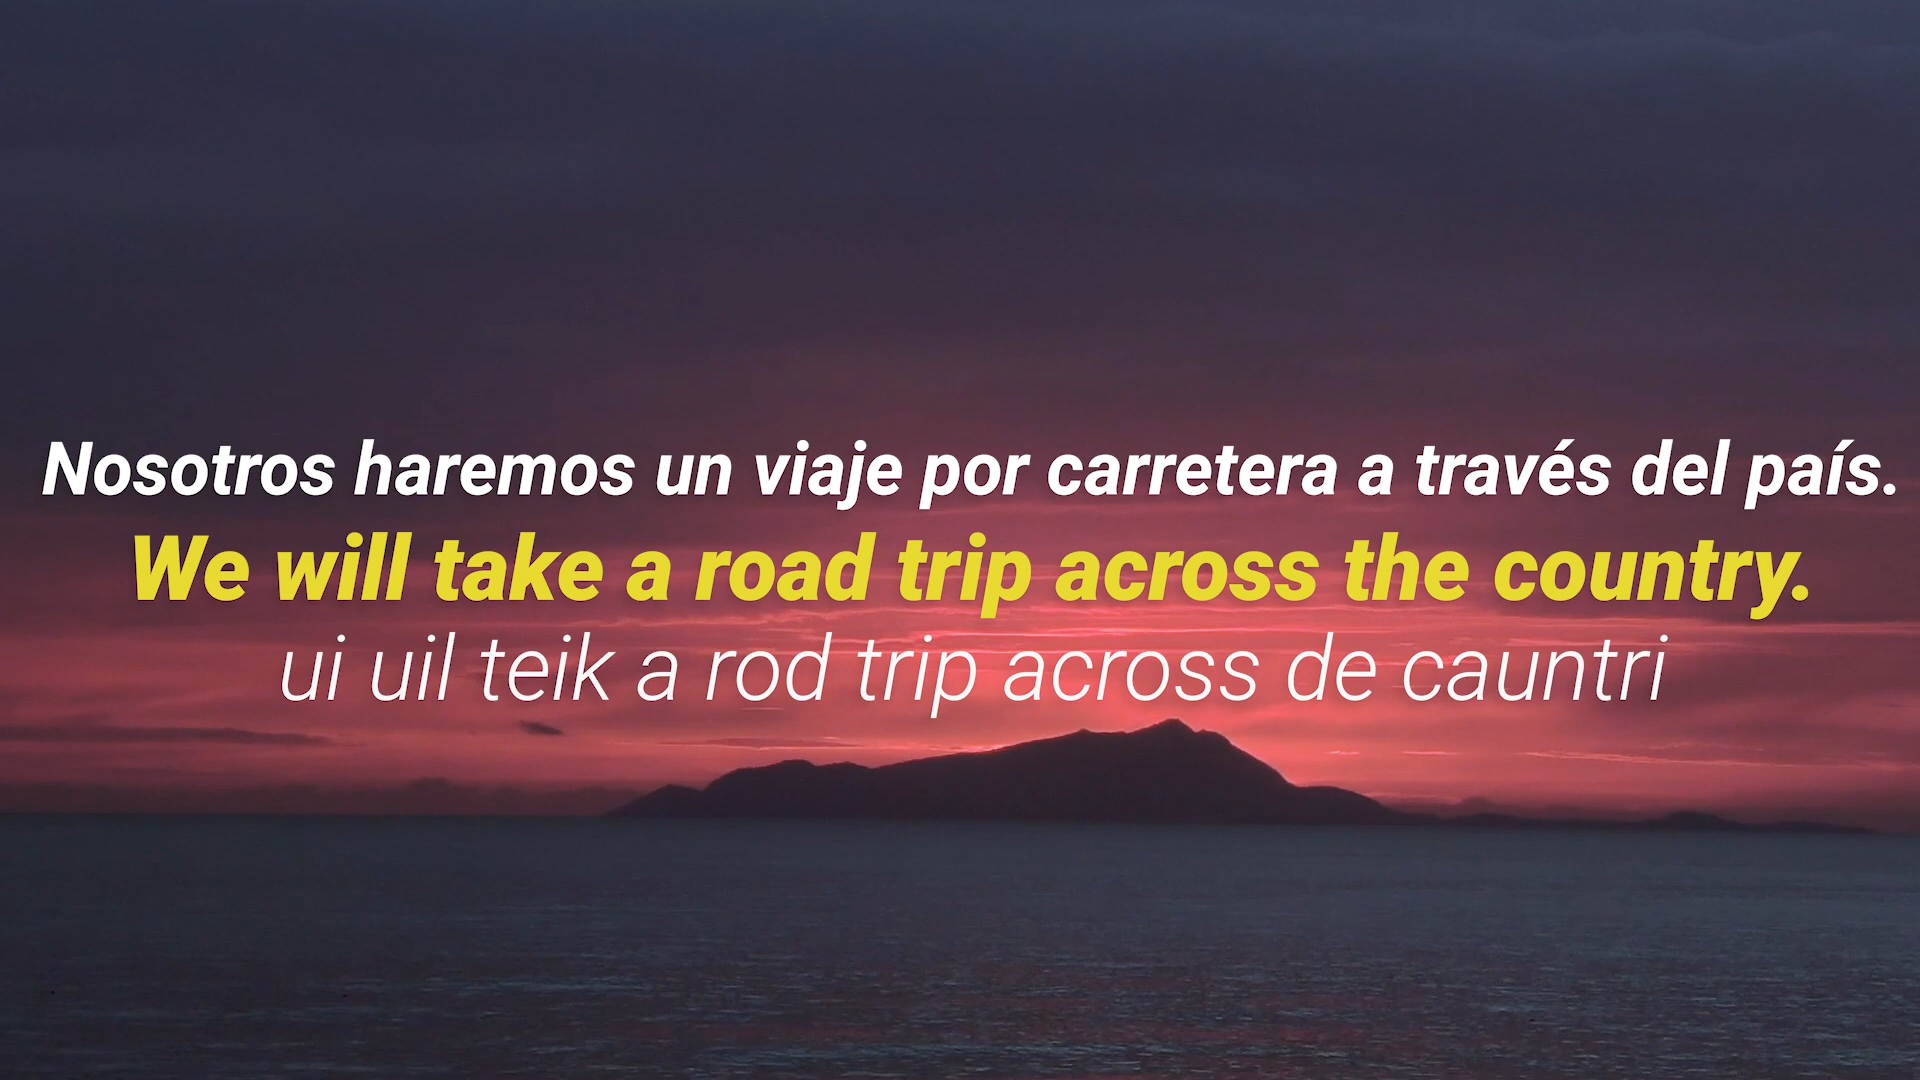 Nosotros haremos un viaje por carretera a través del país.
We will take a road trip across the country.
ui uil teik a rod trip across de cauntri